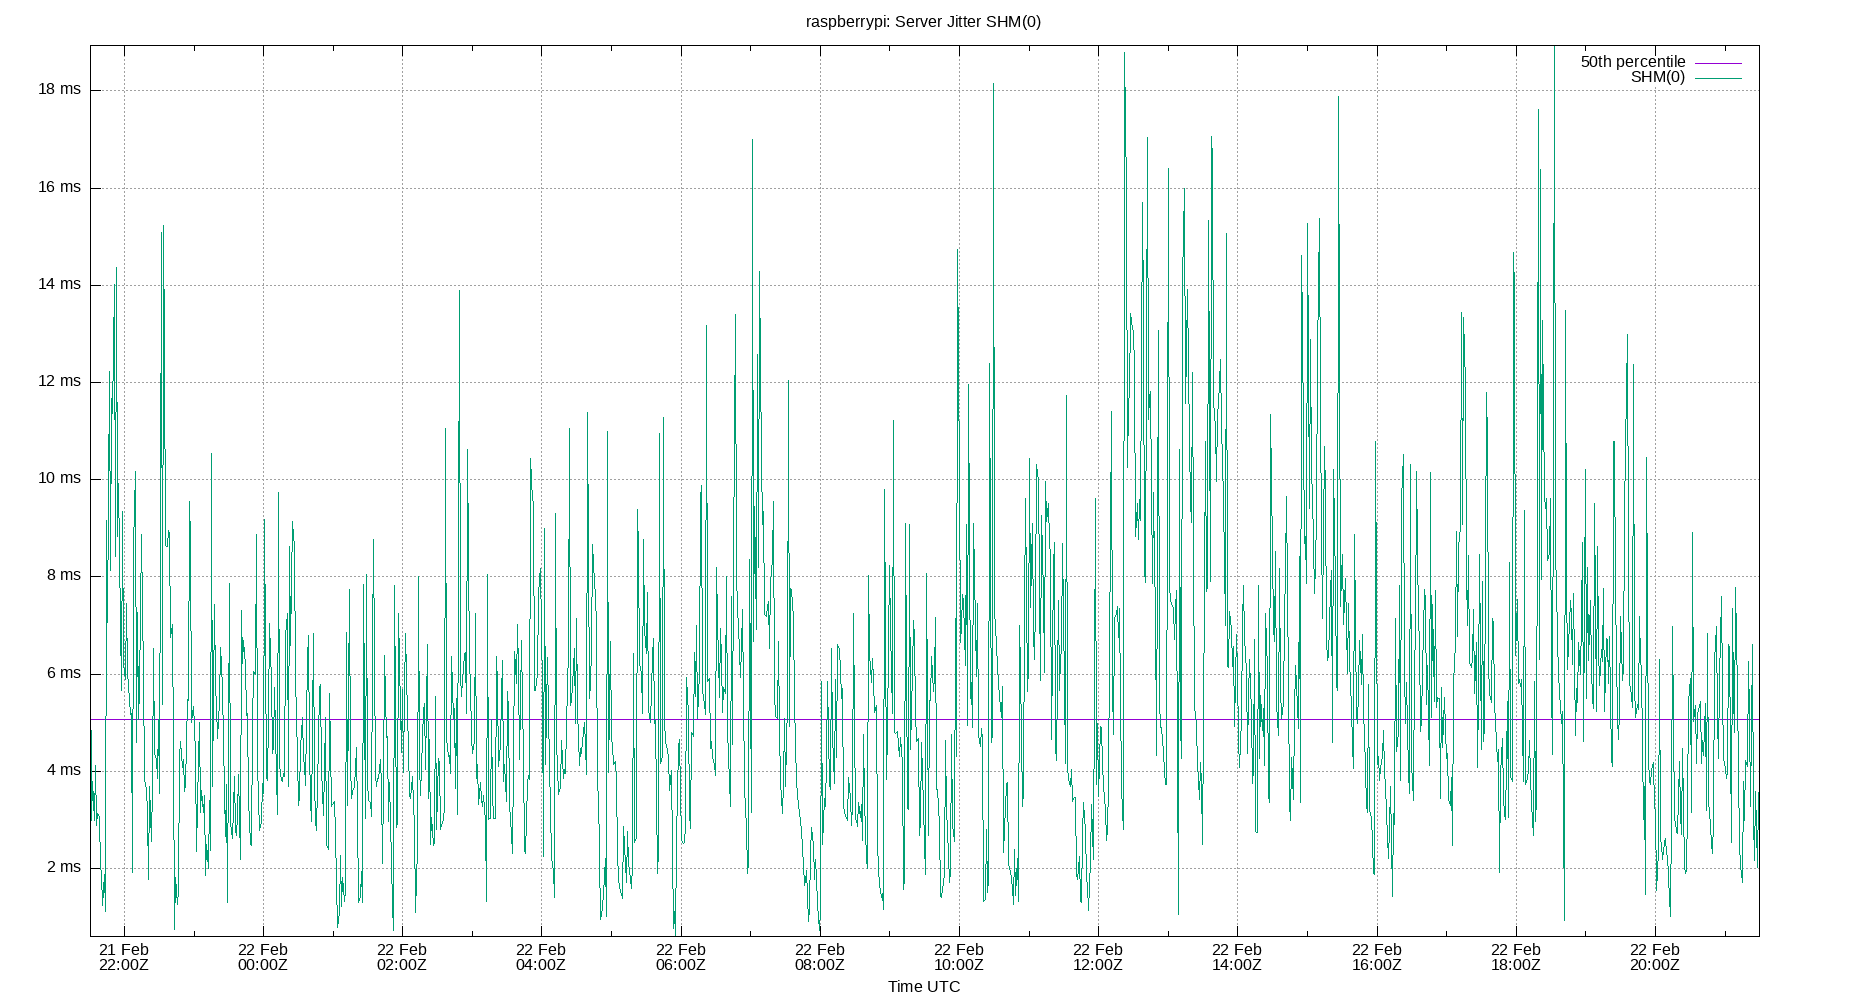 raspberrypi: Server Jitter SHM(0)
50th percentile
SHM(0)
18 ms
16 ms
14 ms
12 ms
10 ms
8 ms
6 ms
4 ms
2 ms
21 Feb 22 Feb 22 Feb 22 Feb 22 Feb 22 Feb 22 Feb 22 Feb 22 Feb 22 Feb 22 Feb 22 Feb
22:00Z 00:00Z 02:00Z 04:00Z 06:00Z 08:00Z 10:00Z 12:00Z 14:00Z 16:00Z 18:00Z 20:00Z
Time UTC